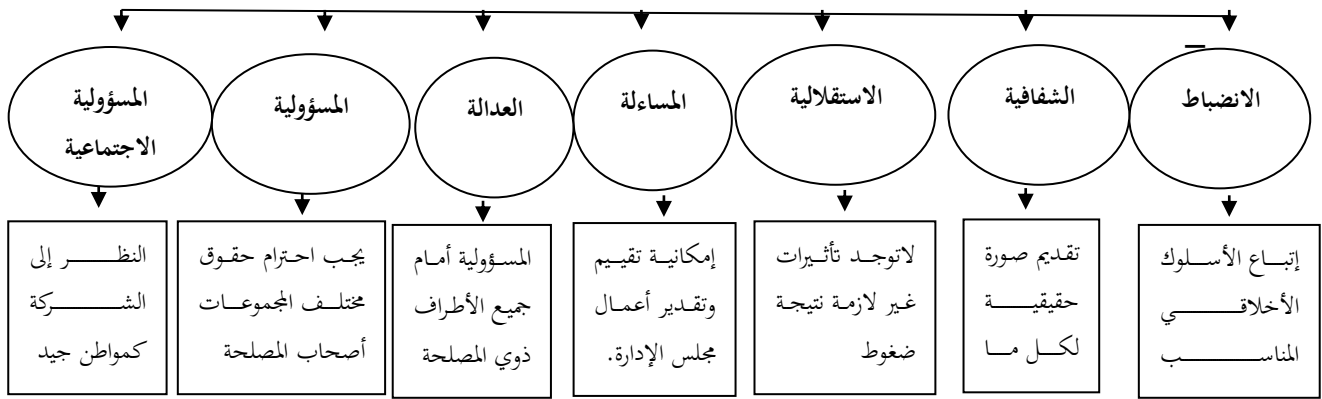 الانضباط
الشفافية
الاستقلالية
المساءلة
العدالة
المسؤولية
المسؤولية
الاجتماعية
إتباع الأسلوك
الأخلاقي
المناسب
تقديم صورة
حقيقية
لكل ما
لاتوجد تأثيرات
غير لازمة نتيجة
ضغوط
إمكانية تقييم
وتقدير أعمال
مجلس الإدارة.
المسؤولية أمام
جميع الأطراف
ذوي المصلحة
يجب احترام حقوق
مختلف المجموعات
أصحاب المصلحة
النظر إلى
الشركة
كمواطن جيد